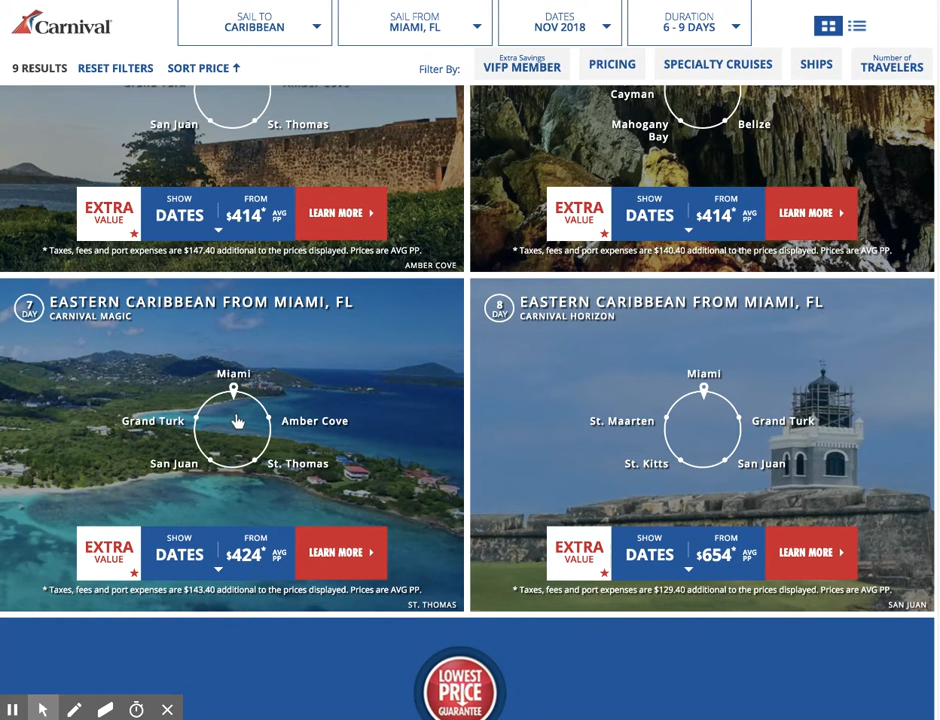 Carnival
SAIL TO
CARIBBEAN
SAIL FROM
MIAMI, FL
DATES
NOV 2018
DURATION
6 - 9 DAYS
9 RESULTS
RESET FILTERS
SORT PRICE ↑
Filter By:
Extra Savings
VIFP MEMBER
PRICING
SPECIALTY CRUISES
SHIPS
Number of
TRAVELERS
Grand Turk
Amber Cove
San Juan
St. Thomas
EXTRA
VALUE
SHOW
DATES
FROM
$414* AVG
PP
LEARN MORE
* Taxes, fees and port expenses are $147.40 additional to the prices displayed. Prices are AVG PP.
AMBER COVE
Cayman
Mahogany
Bay
Belize
EXTRA
VALUE
SHOW
DATES
FROM
$414* AVG
PP
LEARN MORE
* Taxes, fees and port expenses are $140.40 additional to the prices displayed. Prices are AVG PP.
7
DAY
EASTERN CARIBBEAN FROM MIAMI, FL
CARNIVAL MAGIC
Miami
Grand Turk
Amber Cove
San Juan
St. Thomas
EXTRA
VALUE
SHOW
DATES
FROM
$424* AVG
PP
LEARN MORE
* Taxes, fees and port expenses are $143.40 additional to the prices displayed. Prices are AVG PP.
ST. THOMAS
8
DAY
EASTERN CARIBBEAN FROM MIAMI, FL
CARNIVAL HORIZON
Miami
St. Maarten
Grand Turk
St. Kitts
San Juan
EXTRA
VALUE
SHOW
DATES
FROM
$654* AVG
PP
LEARN MORE
* Taxes, fees and port expenses are $129.40 additional to the prices displayed. Prices are AVG PP.
SAN JUAN
LOWEST
PRICE
GUARANTEE